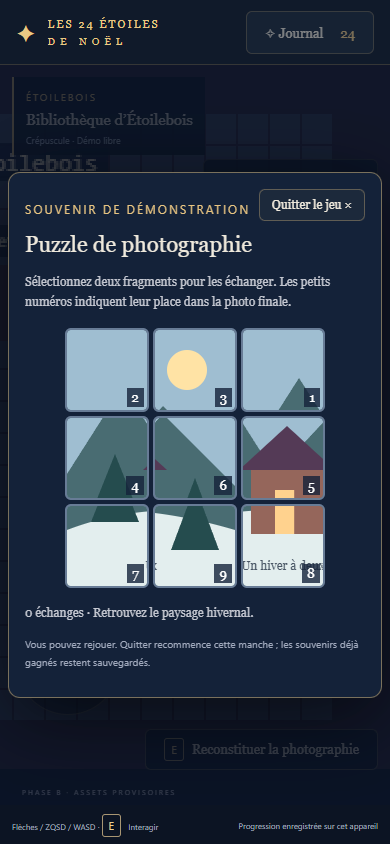 LES 24 ÉTOILES
DE NOËL
✧ Journal 24
ÉTOILEBOIS
Bibliothèque d'Étoilebois
Crépuscule · Démo libre
oilebois
SOUVENIR DE DÉMONSTRATION
Quitter le jeu ×
Puzzle de photographie
Sélectionnez deux fragments pour les échanger. Les petits
numéros indiquent leur place dans la photo finale.
2 3 1
4 6 5
7 9 8
Un hiver à
0 échanges · Retrouvez le paysage hivernal.
Vous pouvez rejouer. Quitter recommence cette manche ; les souvenirs déjà
gagnés restent sauvegardés.
E Reconstituer la photographie
PHASE B · ASSETS PROVISOIRES
Flèches / ZQSD / WASD · E Interagir
Progression enregistrée sur cet appareil